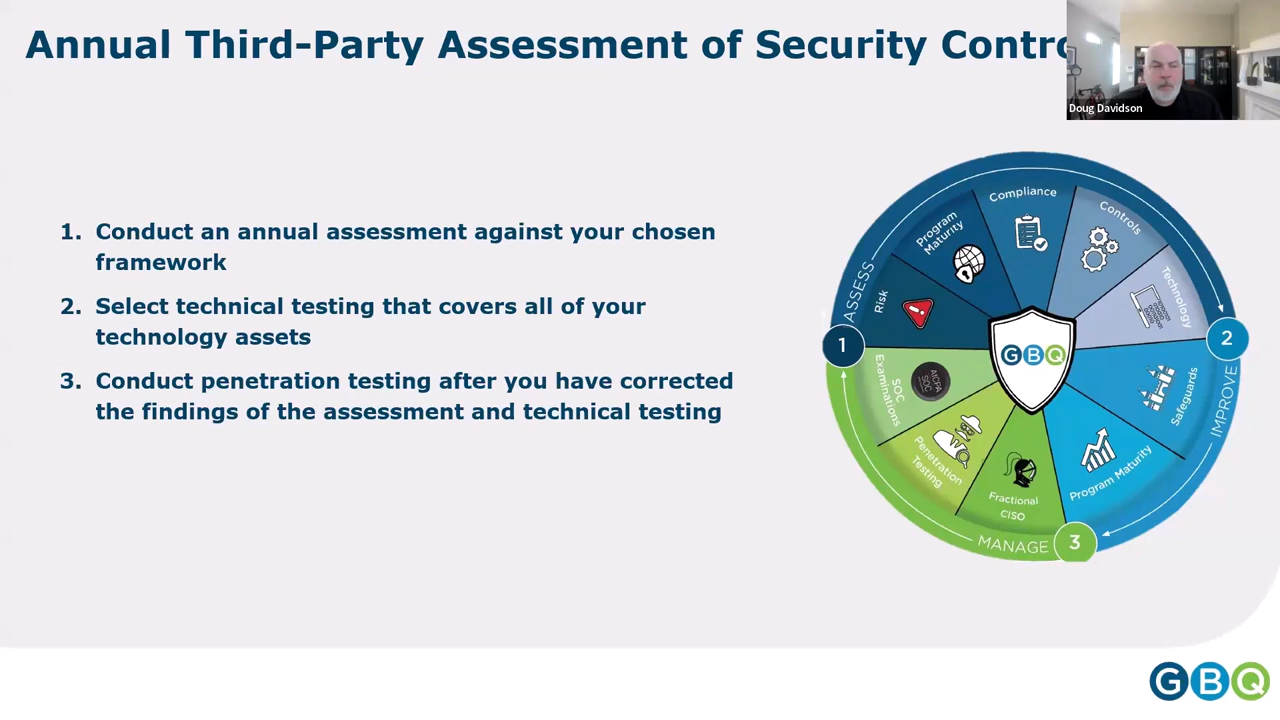 Annual Third-Party Assessment of Security Contro
Doug Davidson
1. Conduct an annual assessment against your chosen
framework
2. Select technical testing that covers all of your
technology assets
3. Conduct penetration testing after you have corrected
the findings of the assessment and technical testing
ASSESS
1
Risk
Program
Maturity
Compliance
Controls
Technology
2
IMPROVE
Safeguards
Program Maturity
3
MANAGE
Fractional
CISO
Penetration
Testing
SOC
Examinations
AICPA
SOC
GBQ
GBQ